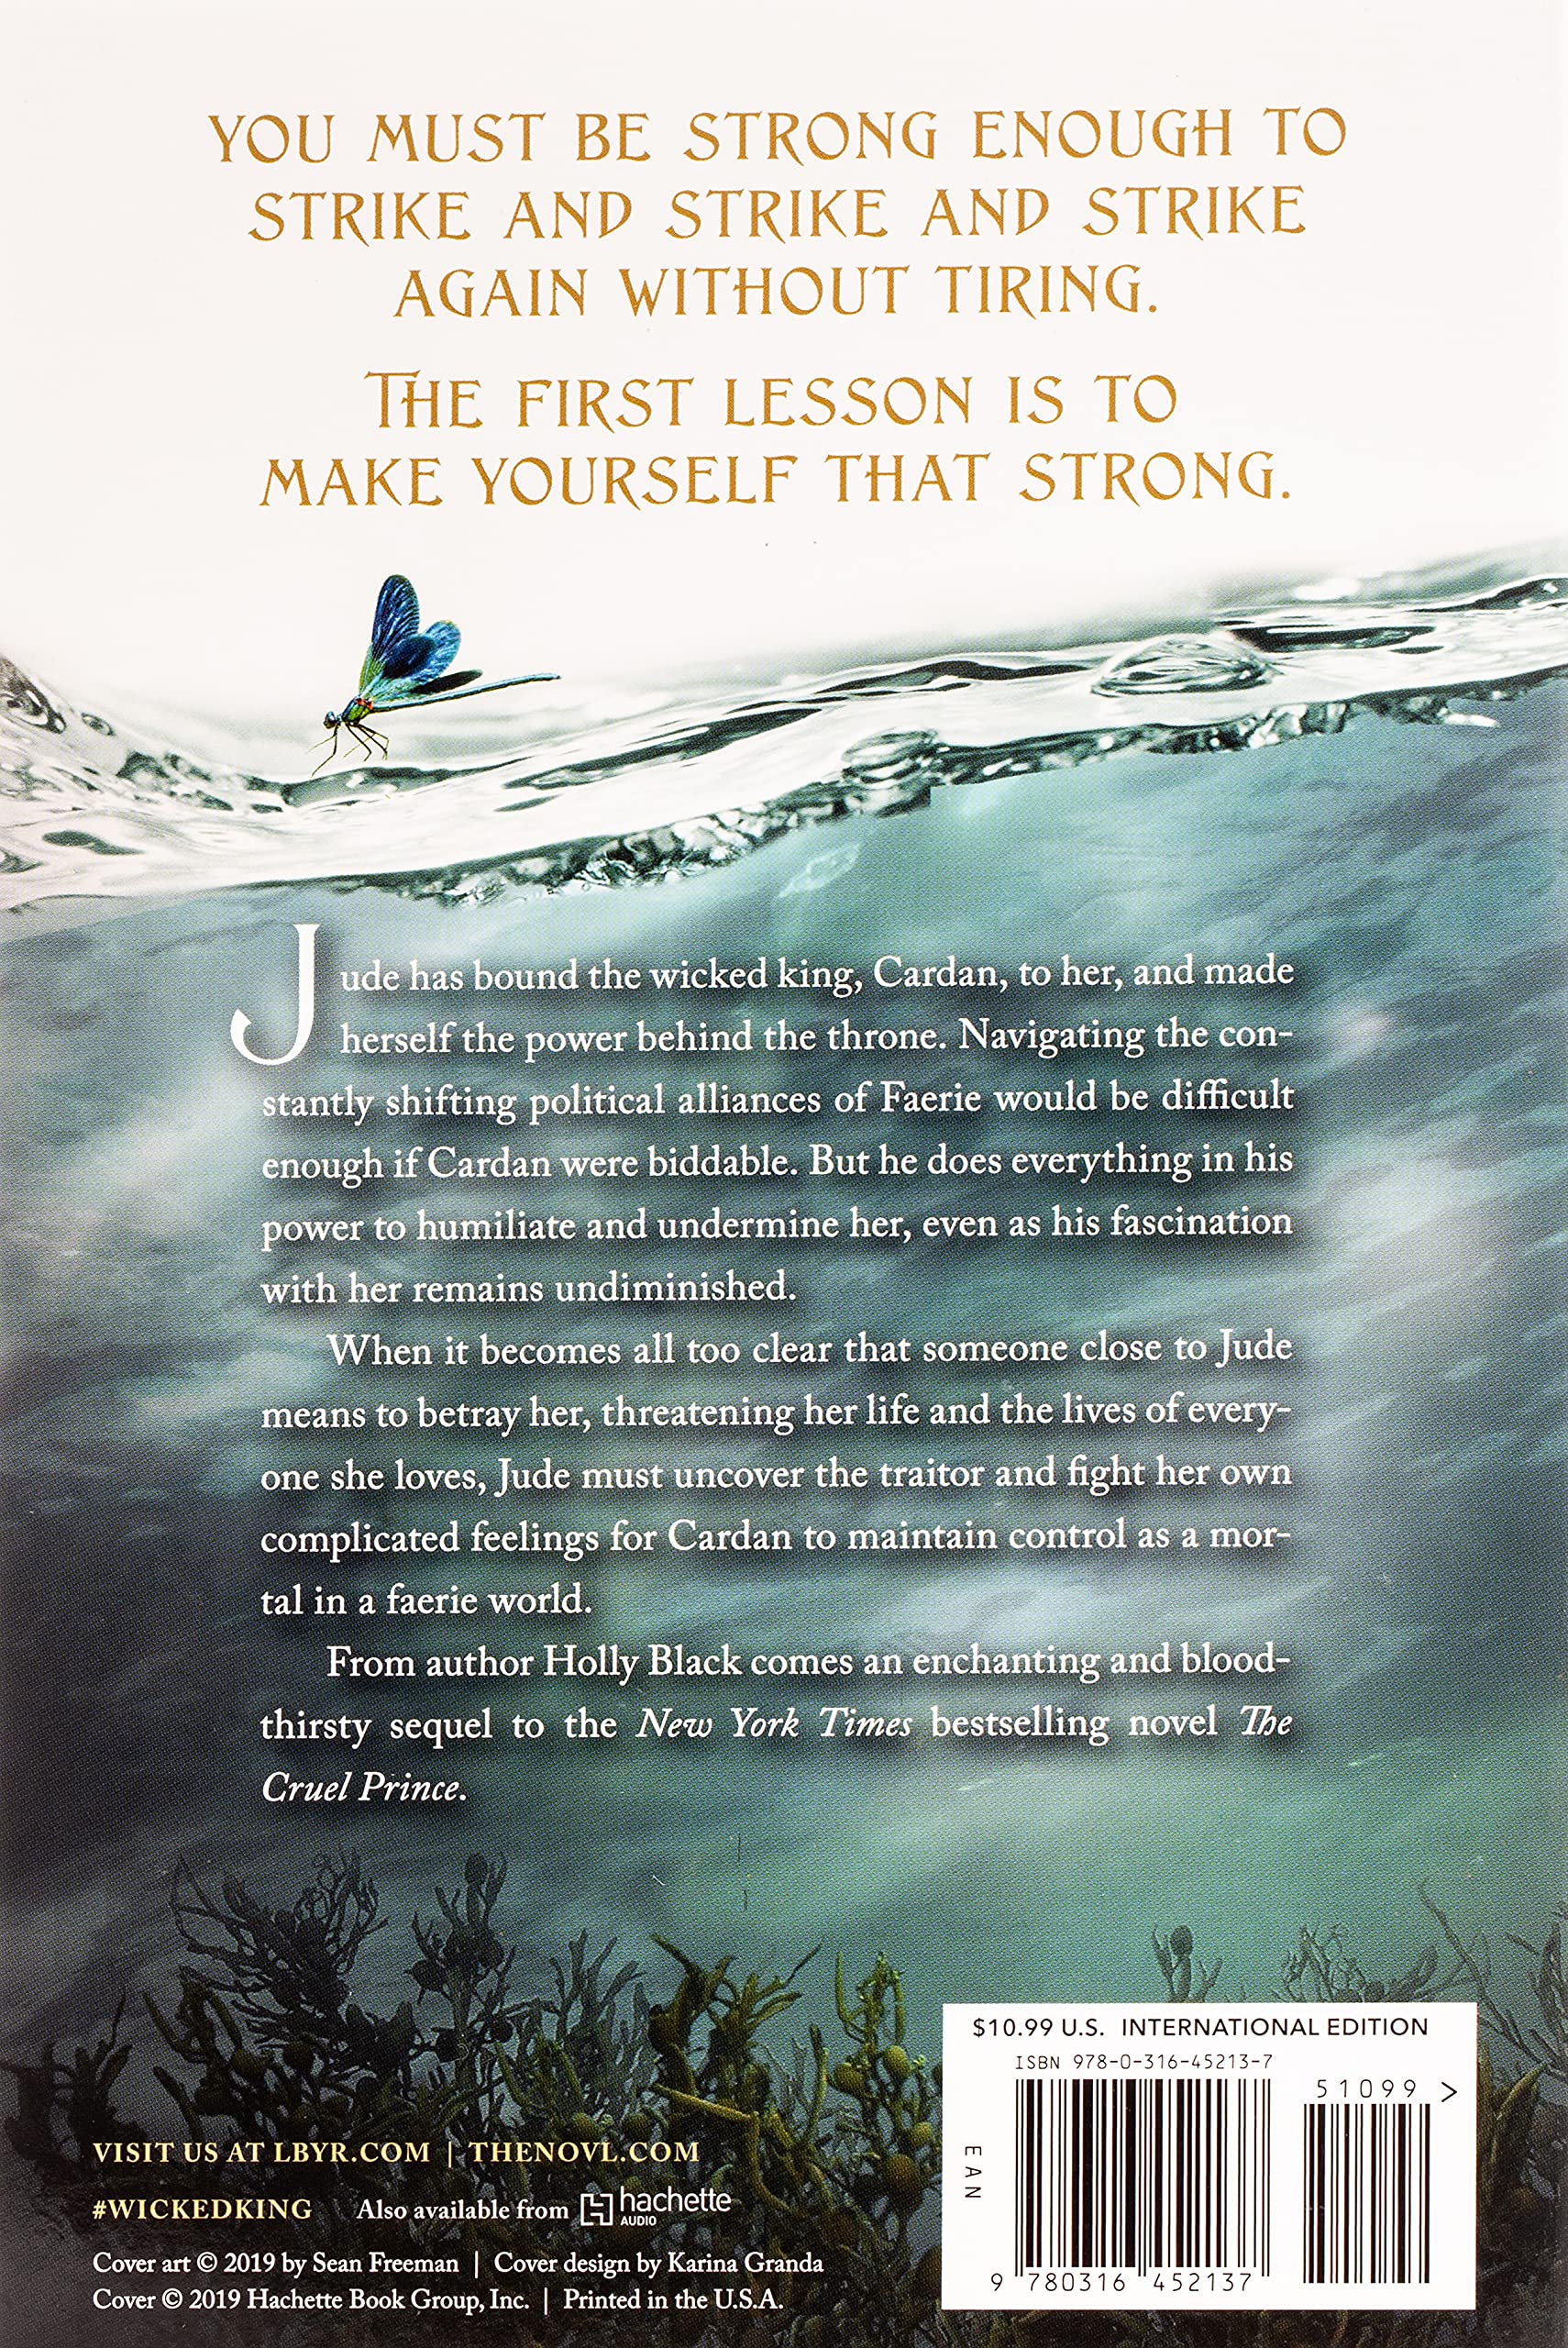 YOU MUST BE STRONG ENOUGH TO
STRIKE AND STRIKE AND STRIKE
AGAIN WITHOUT TIRING.
THE FIRST LESSON IS TO
MAKE YOURSELF THAT STRONG.
Jude has bound the wicked king, Cardan, to her, and made
herself the power behind the throne. Navigating the con-
stantly shifting political alliances of Faerie would be difficult
enough if Cardan were biddable. But he does everything in his
power to humiliate and undermine her, even as his fascination
with her remains undiminished.
When it becomes all too clear that someone close to Jude
means to betray her, threatening her life and the lives of every-
one she loves, Jude must uncover the traitor and fight her own
complicated feelings for Cardan to maintain control as a mor-
tal in a faerie world.
From author Holly Black comes an enchanting and blood-
thirsty sequel to the New York Times bestselling novel The
Cruel Prince.
VISIT US AT LBYR.COM | THENOVL.COM
#WICKEDKING Also available from hachette AUDIO
Cover art © 2019 by Sean Freeman | Cover design by Karina Granda
Cover © 2019 Hachette Book Group, Inc. | Printed in the U.S.A.
$10.99 U.S. INTERNATIONAL EDITION
ISBN 978-0-316-45213-7
51099 >
EAN
9 780316 452137